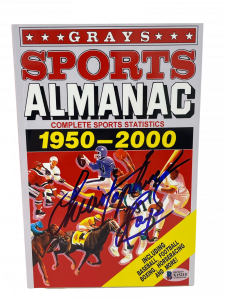 GRAYS
SPORTS
ALMANAC
COMPLETE SPORTS STATISTICS
1950-2000
INCLUDING
BASEBALL, FOOTBALL
BOXING, HORSERACING
AND MORE!